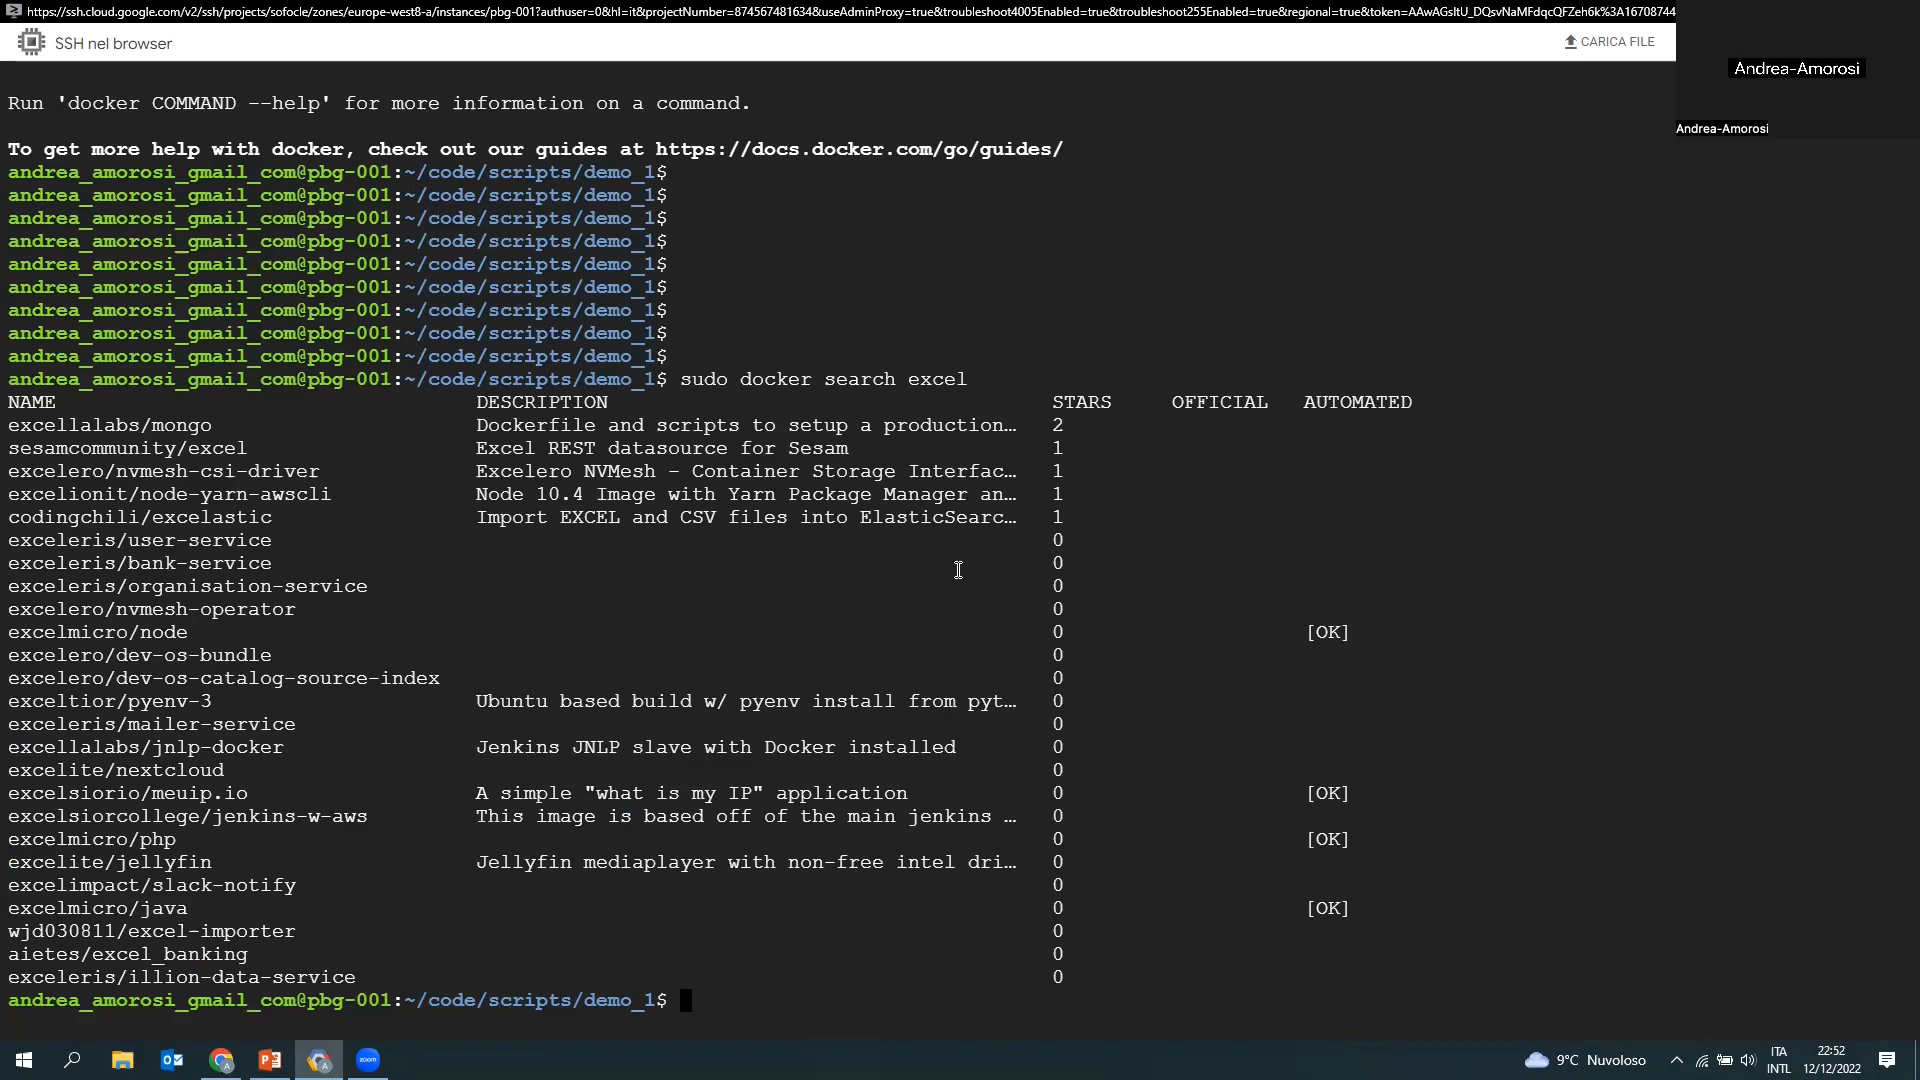 https://ssh.cloud.google.com/v2/ssh/projects/sofocle/zones/europe-west8-a/instances/pbg-001?authuser=0&hl=it&projectNumber=874567481634&useAdminProxy=true&troubleshoot4005Enabled=true&troubleshoot255Enabled=true&regional=true&token=AAwAGsItU_DQsvNaMFdqcQFZeh6k%3A16708744
SSH nel browser
CARICA FILE
Andrea-Amorosi
Andrea-Amorosi
Run 'docker COMMAND --help' for more information on a command.
To get more help with docker, check out our guides at https://docs.docker.com/go/guides/
andrea_amorosi_gmail_com@pbg-001:~/code/scripts/demo_1$
andrea_amorosi_gmail_com@pbg-001:~/code/scripts/demo_1$
andrea_amorosi_gmail_com@pbg-001:~/code/scripts/demo_1$
andrea_amorosi_gmail_com@pbg-001:~/code/scripts/demo_1$
andrea_amorosi_gmail_com@pbg-001:~/code/scripts/demo_1$
andrea_amorosi_gmail_com@pbg-001:~/code/scripts/demo_1$
andrea_amorosi_gmail_com@pbg-001:~/code/scripts/demo_1$
andrea_amorosi_gmail_com@pbg-001:~/code/scripts/demo_1$
andrea_amorosi_gmail_com@pbg-001:~/code/scripts/demo_1$
andrea_amorosi_gmail_com@pbg-001:~/code/scripts/demo_1$ sudo docker search excel
NAME DESCRIPTION STARS OFFICIAL AUTOMATED
excellalabs/mongo Dockerfile and scripts to setup a production… 2
sesamcommunity/excel Excel REST datasource for Sesam 1
excelero/nvmesh-csi-driver Excelero NVMesh - Container Storage Interfac… 1
excelionit/node-yarn-awscli Node 10.4 Image with Yarn Package Manager an… 1
codingchili/excelastic Import EXCEL and CSV files into ElasticSearc… 1
exceleris/user-service 0
exceleris/bank-service 0
exceleris/organisation-service 0
excelero/nvmesh-operator 0
excelmicro/node 0 [OK]
excelero/dev-os-bundle 0
excelero/dev-os-catalog-source-index 0
exceltior/pyenv-3 Ubuntu based build w/ pyenv install from pyt… 0
exceleris/mailer-service 0
excellalabs/jnlp-docker Jenkins JNLP slave with Docker installed 0
excelite/nextcloud 0
excelsiorio/meuip.io A simple "what is my IP" application 0 [OK]
excelsiorcollege/jenkins-w-aws This image is based off of the main jenkins … 0
excelmicro/php 0 [OK]
excelite/jellyfin Jellyfin mediaplayer with non-free intel dri… 0
excelimpact/slack-notify 0
excelmicro/java 0 [OK]
wjd030811/excel-importer 0
aietes/excel_banking 0
exceleris/illion-data-service 0
andrea_amorosi_gmail_com@pbg-001:~/code/scripts/demo_1$
zoom
9°C Nuvoloso
ITA
INTL
22:52
12/12/2022